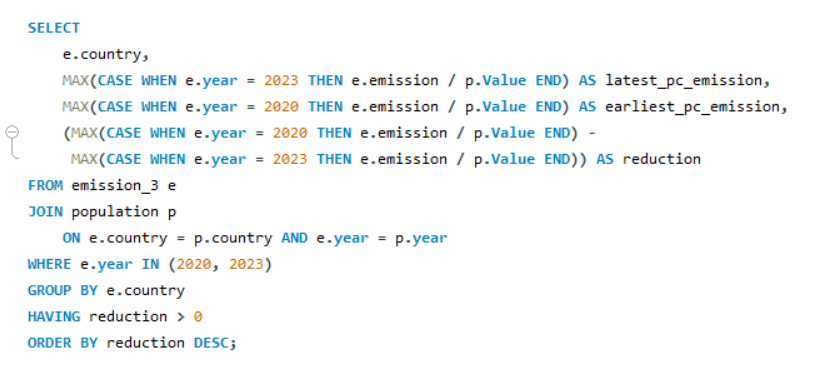 SELECT
e.country,
MAX(CASE WHEN e.year = 2023 THEN e.emission / p.Value END) AS latest_pc_emission,
MAX(CASE WHEN e.year = 2020 THEN e.emission / p.Value END) AS earliest_pc_emission,
(MAX(CASE WHEN e.year = 2020 THEN e.emission / p.Value END) -
MAX(CASE WHEN e.year = 2023 THEN e.emission / p.Value END)) AS reduction
FROM emission_3 e
JOIN population p
ON e.country = p.country AND e.year = p.year
WHERE e.year IN (2020, 2023)
GROUP BY e.country
HAVING reduction > 0
ORDER BY reduction DESC;